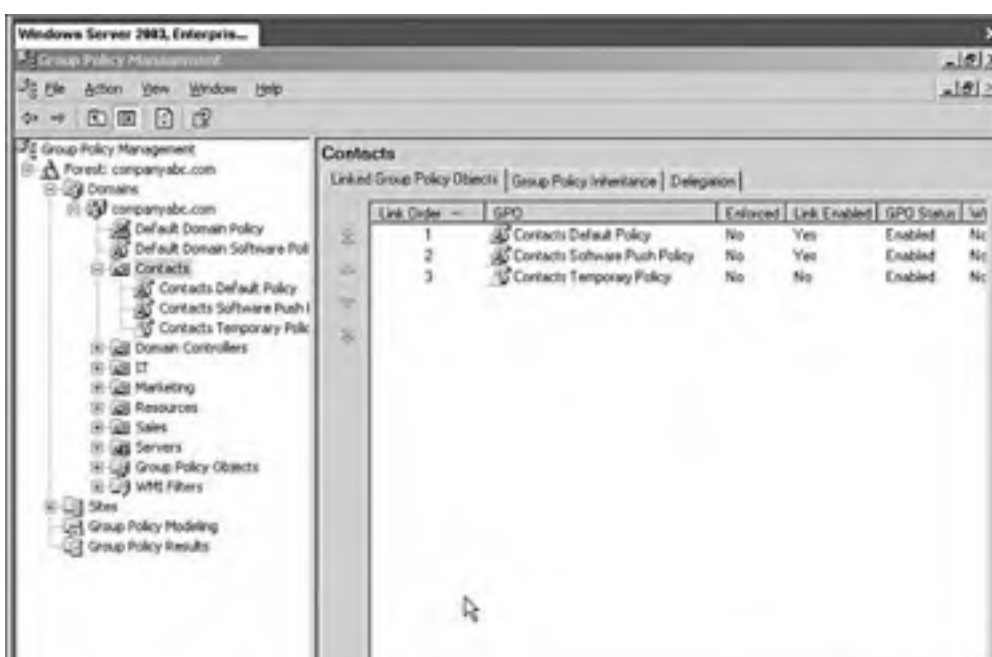 Windows Server 2003, Enterpris...
Group Policy Management
File Action View Window Help
Group Policy Management
Forest: companyabc.com
Domains
companyabc.com
Default Domain Policy
Default Domain Software Poli
Contacts
Contacts Default Policy
Contacts Software Push I
Contacts Temporary Polic
Domain Controllers
IT
Marketing
Resources
Sales
Servers
Group Policy Objects
WMI Filters
Sites
Group Policy Modeling
Group Policy Results
Contacts
Linked Group Policy Objects Group Policy Inheritance Delegation
Link Order GPO Enforced Link Enabled GPO Status WM
1 Contacts Default Policy No Yes Enabled No
2 Contacts Software Push Policy No Yes Enabled No
3 Contacts Temporary Policy No No Enabled No